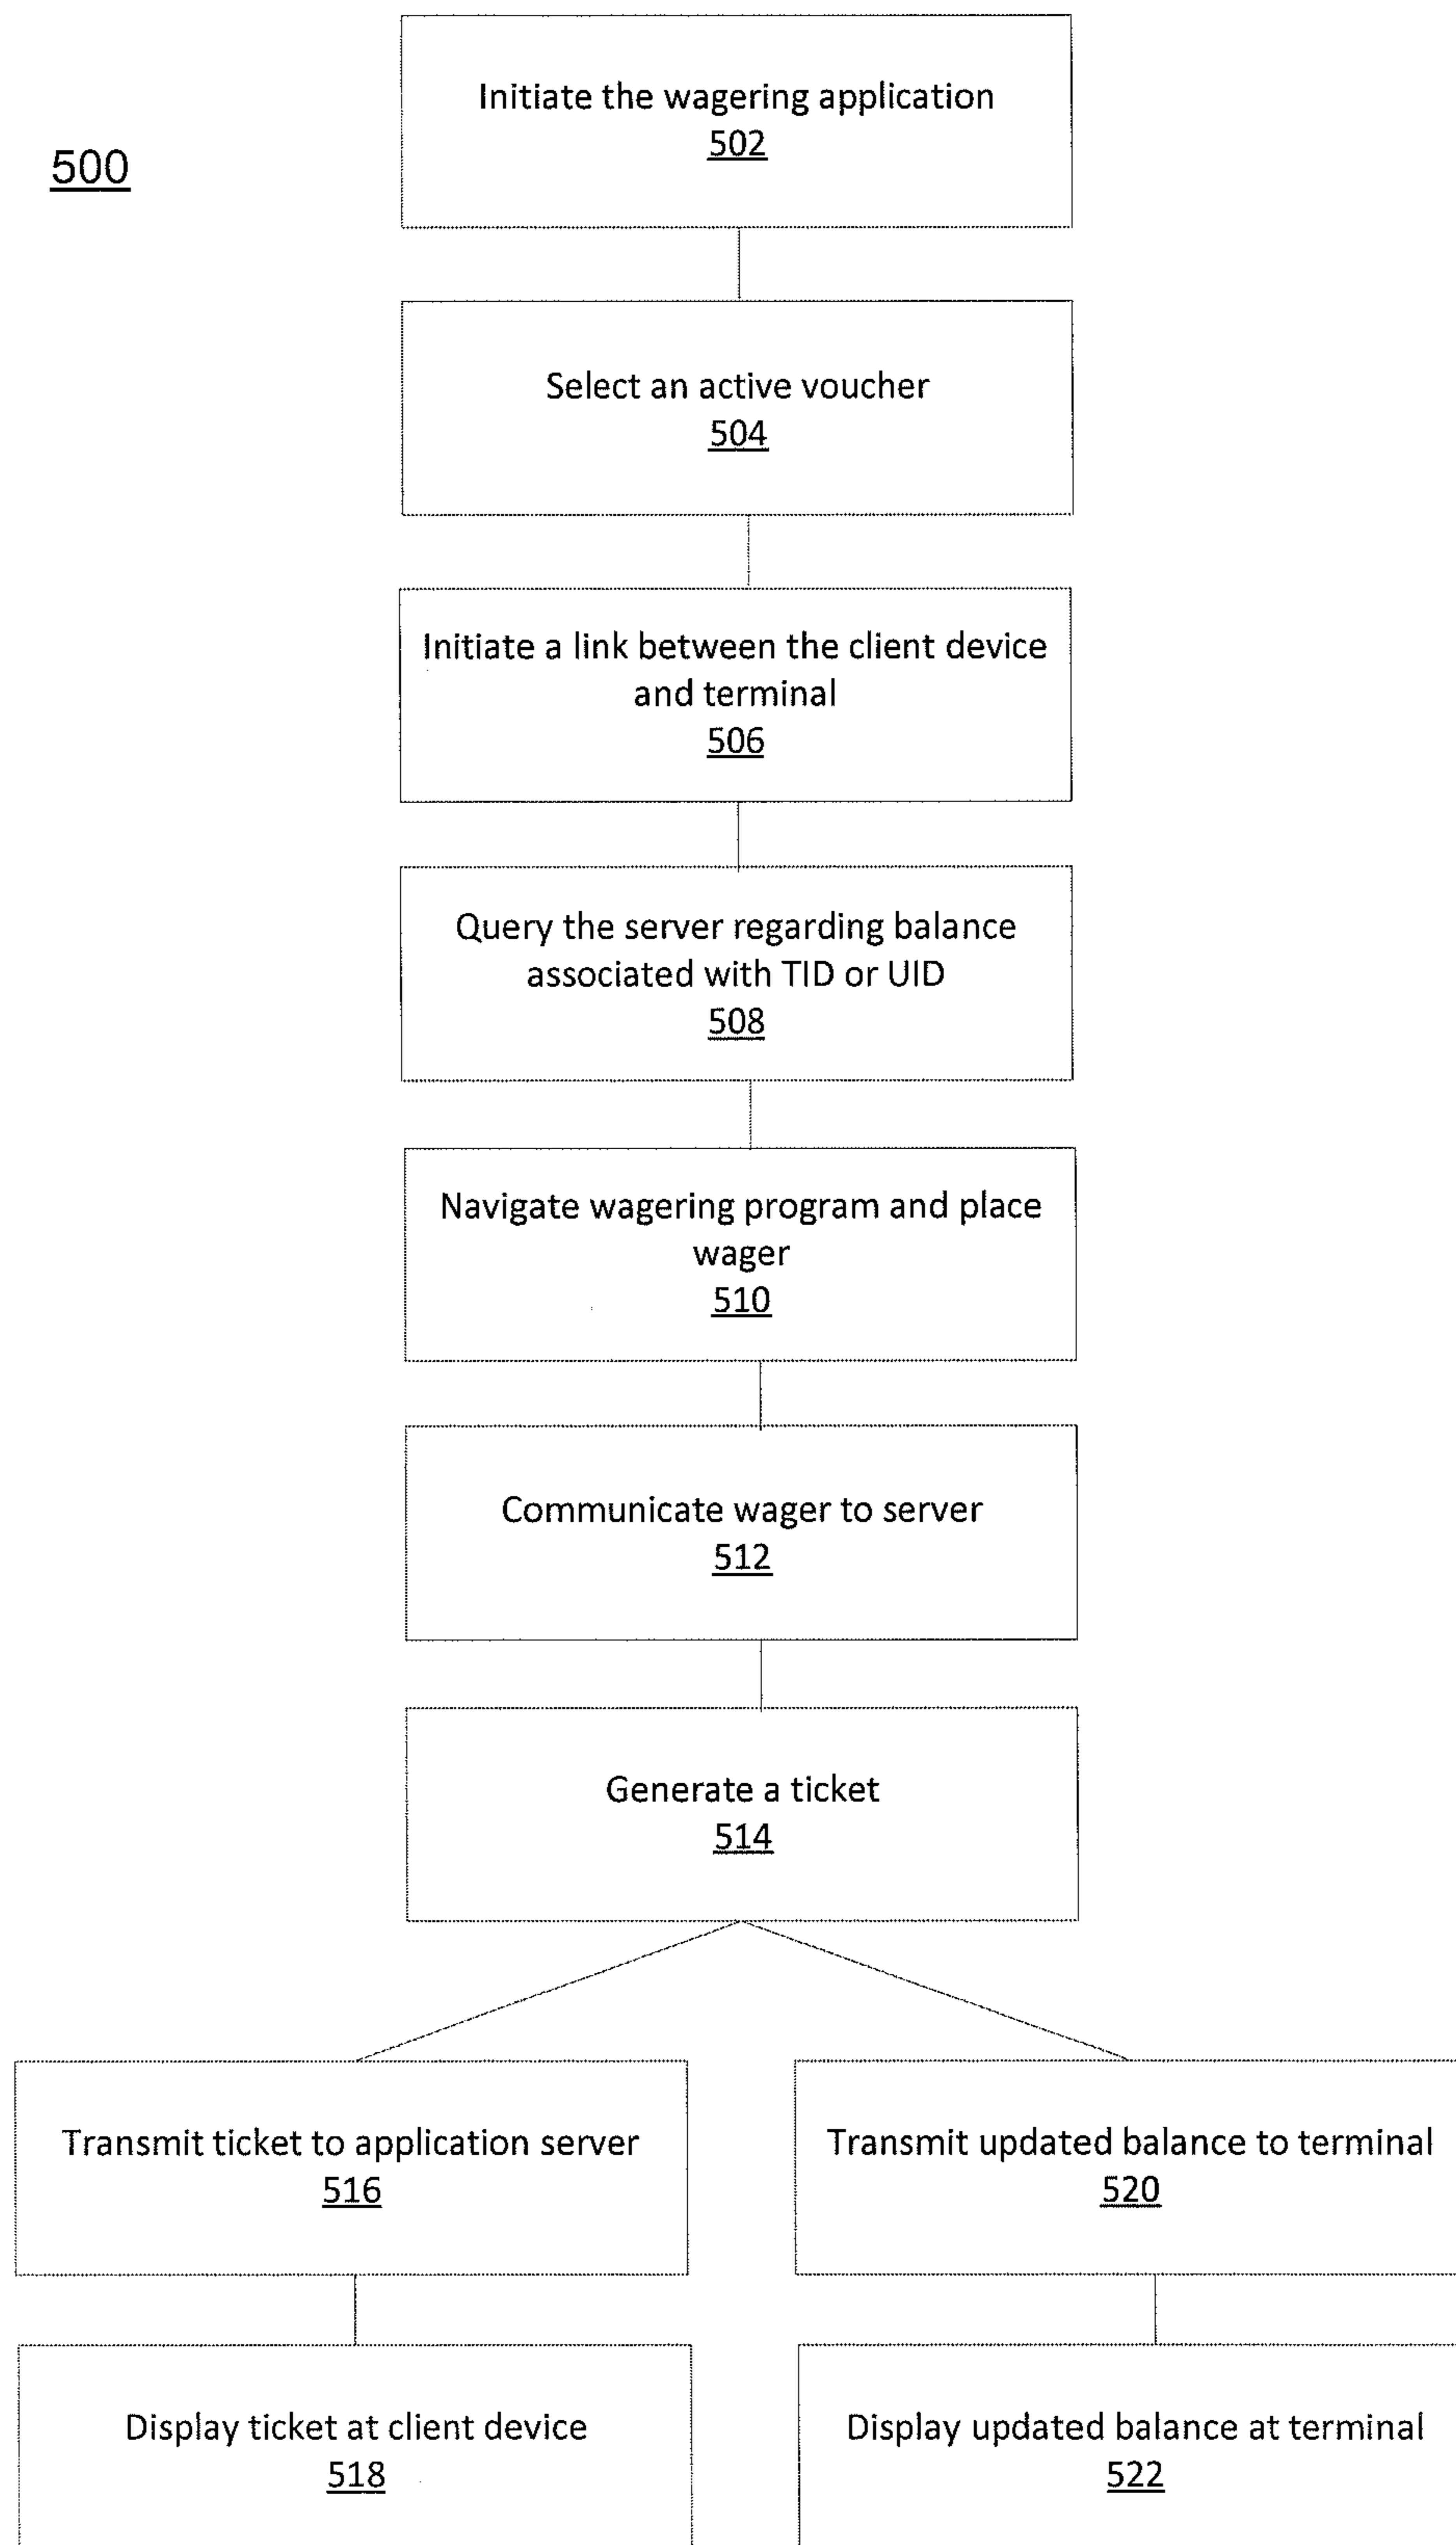 Initiate the wagering application
502
500
Select an active voucher
504
Initiate a link between the client device
and terminal
506
Query the server regarding balance
associated with TID or UID
508
Navigate wagering program and place
wager
510
Communicate wager to server
512
Generate a ticket
514
Transmit ticket to application server
516
Transmit updated balance to terminal
520
Display ticket at client device
518
Display updated balance at terminal
522